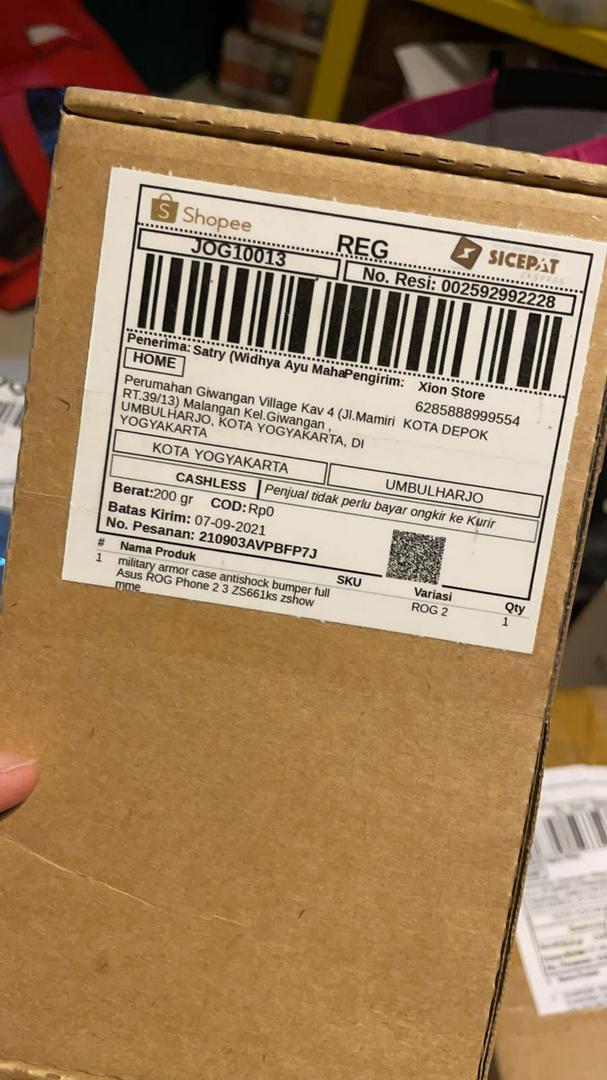 Shopee
REG
SICEPAT
JOG10013
No. Resi: 002592992228
Penerima: Satry (Widhya Ayu Maha
Pengirim: Xion Store
HOME
6285888999554
KOTA DEPOK
Perumahan Giwangan Village Kav 4 (Jl.Mamiri
RT.39/13) Malangan Kel.Giwangan ,
UMBULHARJO, KOTA YOGYAKARTA, DI
YOGYAKARTA
KOTA YOGYAKARTA
UMBULHARJO
CASHLESS
Penjual tidak perlu bayar ongkir ke Kurir
Berat:200 gr COD:Rp0
Batas Kirim: 07-09-2021
No. Pesanan: 210903AVPBFP7J
# Nama Produk SKU Variasi Qty
1 military armor case antishock bumper full ROG 2 1
Asus ROG Phone 2 3 ZS661ks zshow
mme